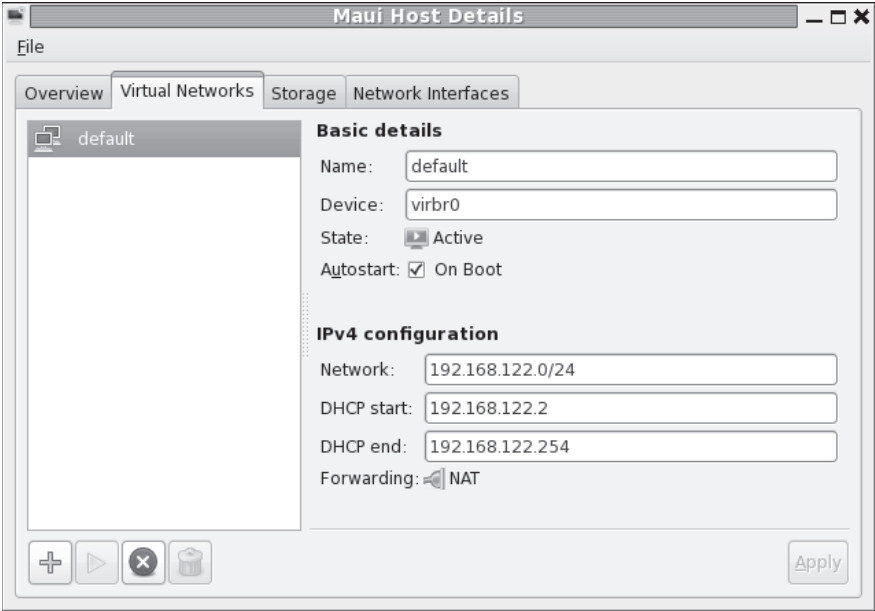 Maui Host Details
File
Overview Virtual Networks Storage Network Interfaces
default
Basic details
Name: default
Device: virbr0
State: Active
Autostart: On Boot
IPv4 configuration
Network: 192.168.122.0/24
DHCP start: 192.168.122.2
DHCP end: 192.168.122.254
Forwarding: NAT
Apply